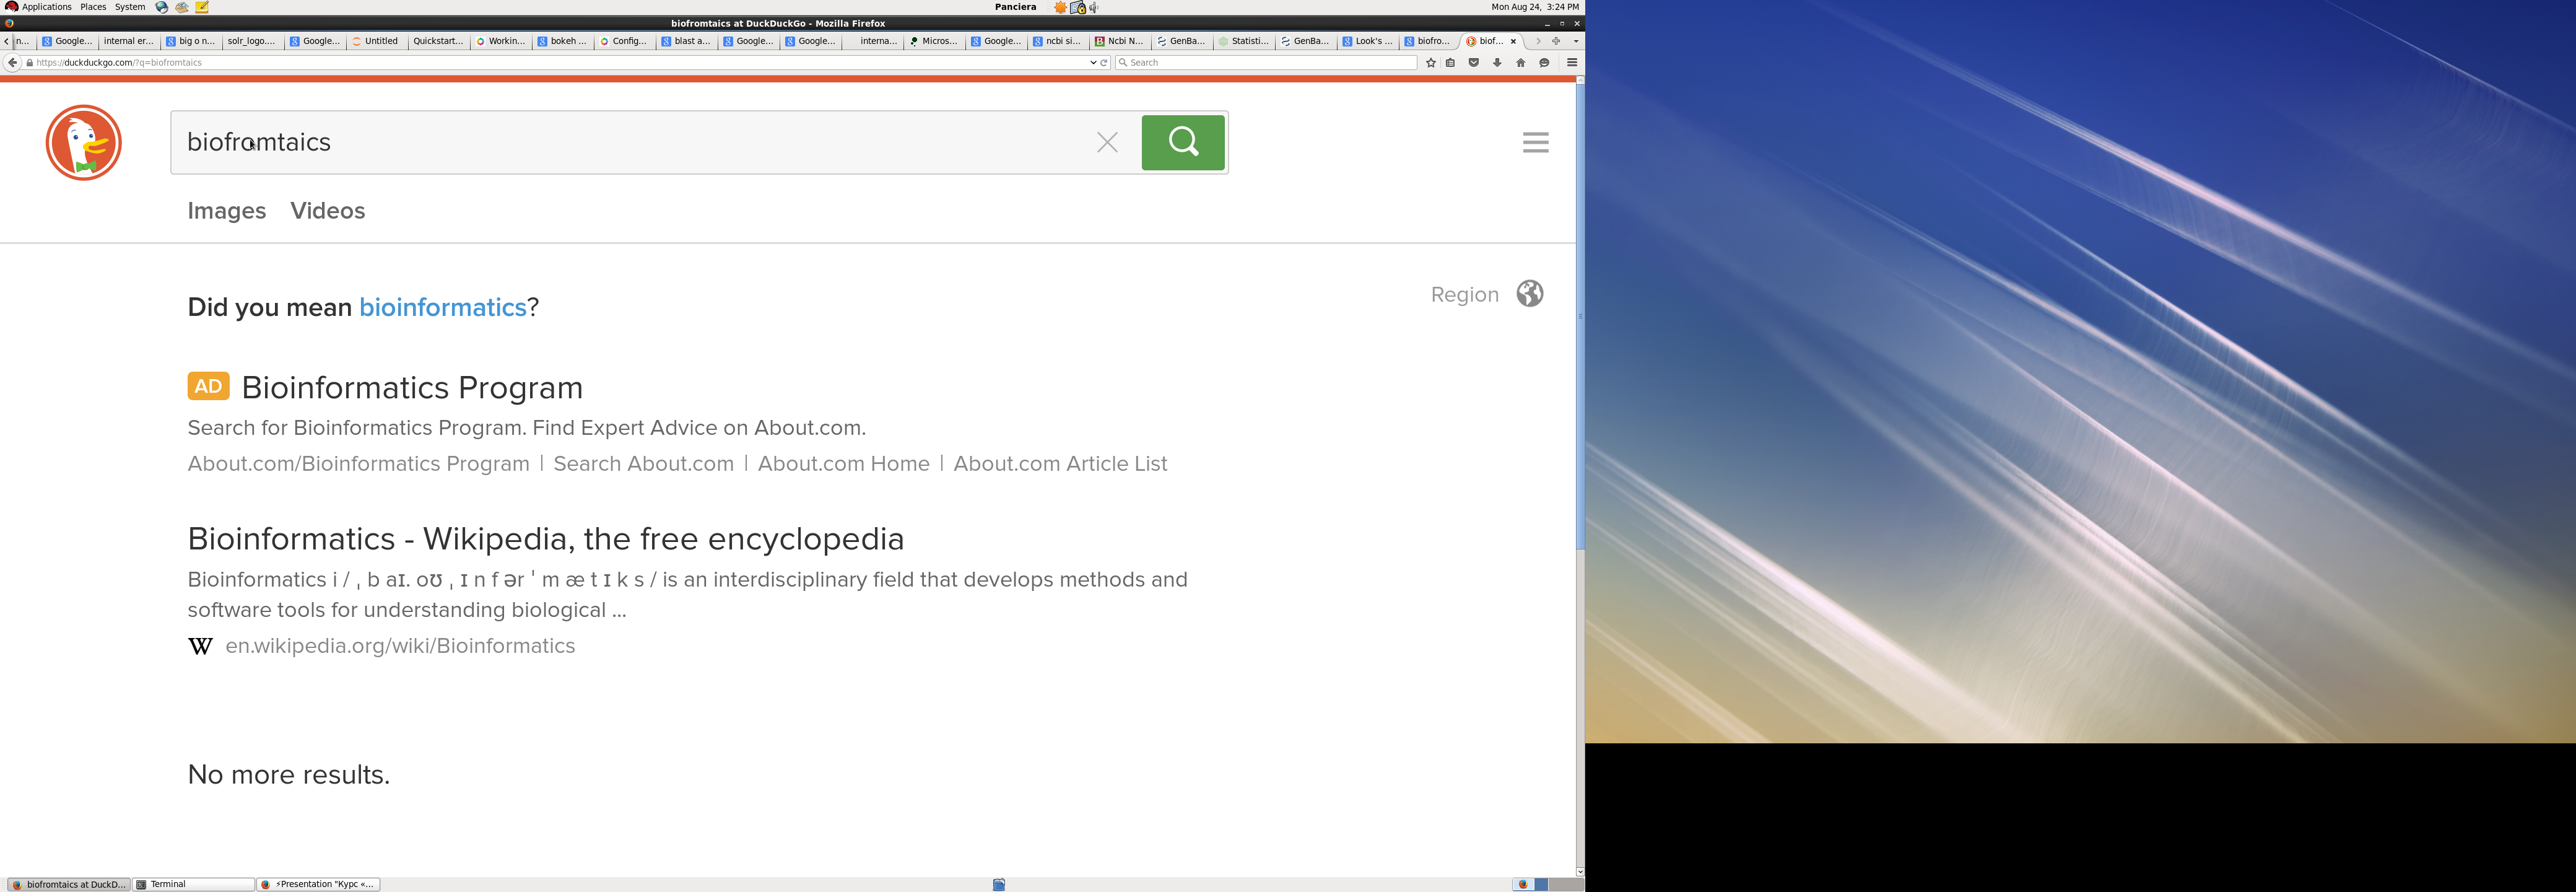 Applications Places System Panciera Mon Aug 24, 3:24 PM
biofromtaics at DuckDuckGo - Mozilla Firefox
n... Google... internal er... big o n... solr_logo.... Google... Untitled Quickstart... Workin... bokeh ... Config... blast a... Google... Google... interna... Micros... Google... ncbi si... Ncbi N... GenBa... Statisti... GenBa... Look's ... biofro... biof...
https://duckduckgo.com/?q=biofromtaics Search
biofromtaics
Images Videos
Region
Did you mean bioinformatics?
AD Bioinformatics Program
Search for Bioinformatics Program. Find Expert Advice on About.com.
About.com/Bioinformatics Program | Search About.com | About.com Home | About.com Article List
Bioinformatics - Wikipedia, the free encyclopedia
Bioinformatics i / ˌ b aɪ. oʊ ˌ ɪ n f ər ˈ m æ t ɪ k s / is an interdisciplinary field that develops methods and
software tools for understanding biological ...
W en.wikipedia.org/wiki/Bioinformatics
No more results.
biofromtaics at DuckD... Terminal ⚡Presentation "Курс «...